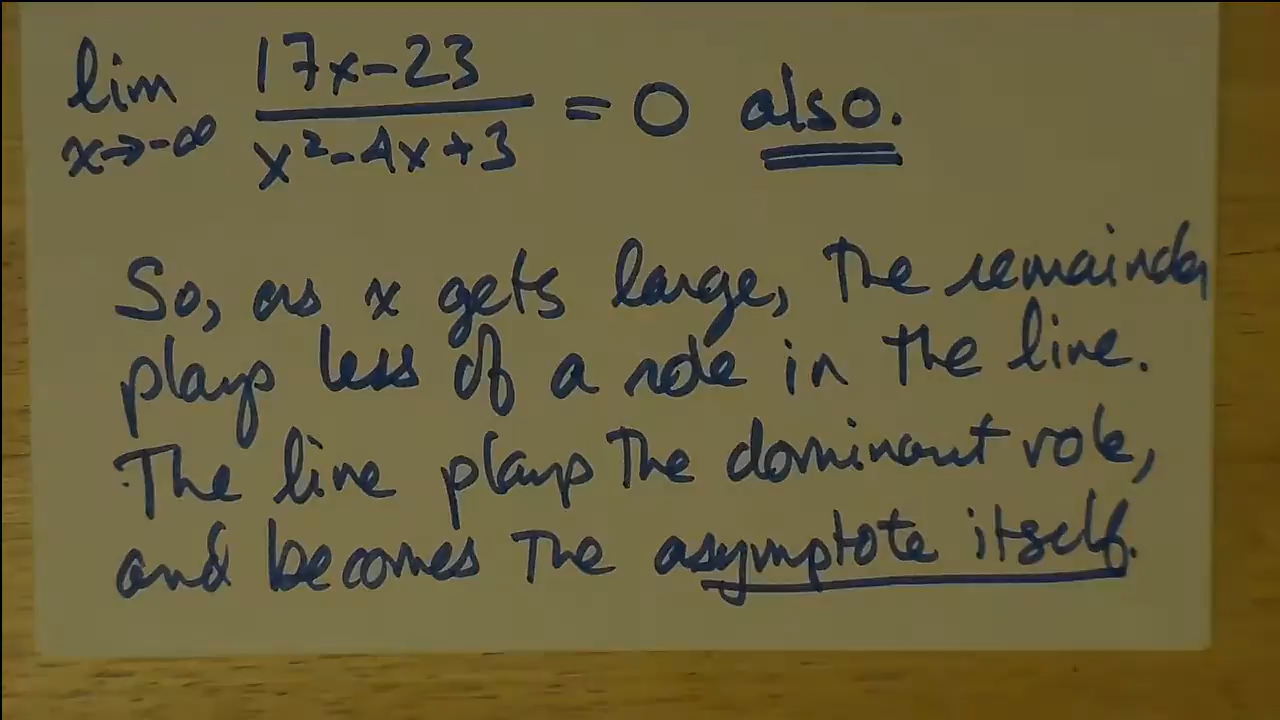 lim x→-∞ (17x-23)/(x²-4x+3) = 0 also.
So, as x gets large, the remainder
plays less of a role in the line.
The line plays the dominant role,
and becomes the asymptote itself.